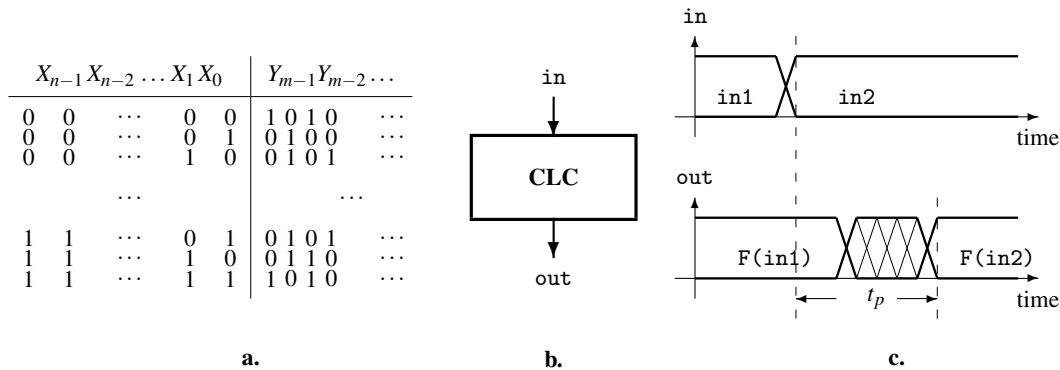 X_{n−1} X_{n−2} … X_1 X_0 Y_{m−1} Y_{m−2} …
0 0 ⋯ 0 0 1 0 1 0 ⋯
0 0 ⋯ 0 1 0 1 0 0 ⋯
0 0 ⋯ 1 0 0 1 0 1 ⋯
⋯ ⋯
1 1 ⋯ 0 1 0 1 0 1 ⋯
1 1 ⋯ 1 0 0 1 1 0 ⋯
1 1 ⋯ 1 1 1 0 1 0 ⋯
a.
in
CLC
out
b.
in
in1 in2
time
out
F(in1) F(in2)
time
t_p
c.